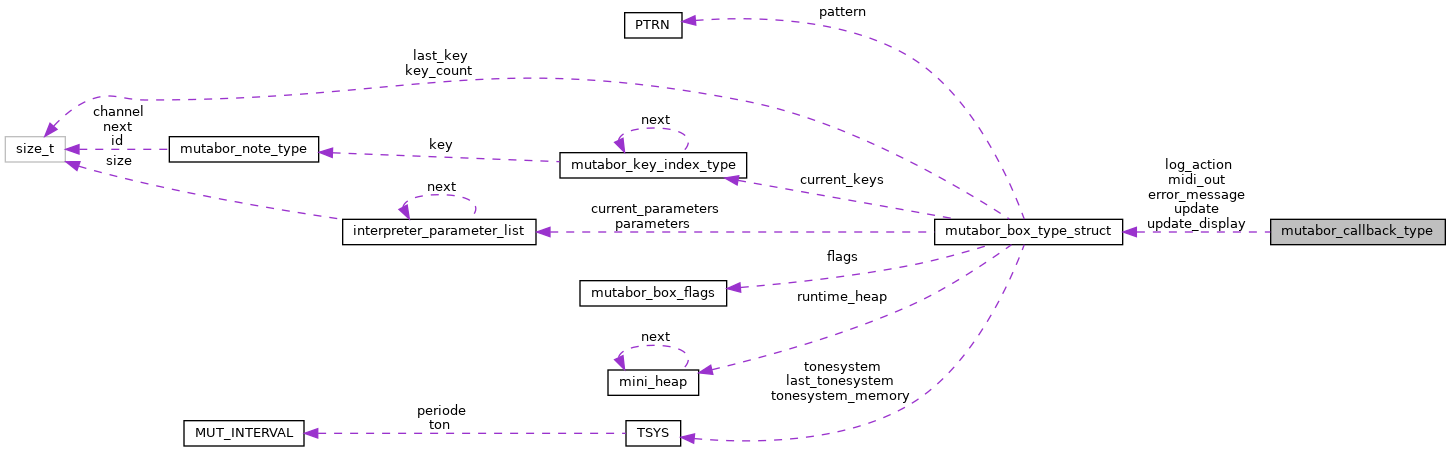 pattern
PTRN
last_key
key_count
channel
next
id
size
size_t
mutabor_note_type
key
next
mutabor_key_index_type
current_keys
next
interpreter_parameter_list
current_parameters
parameters
mutabor_box_type_struct
log_action
midi_out
error_message
update
update_display
mutabor_callback_type
flags
mutabor_box_flags
runtime_heap
next
mini_heap
tonesystem
last_tonesystem
tonesystem_memory
periode
ton
MUT_INTERVAL
TSYS